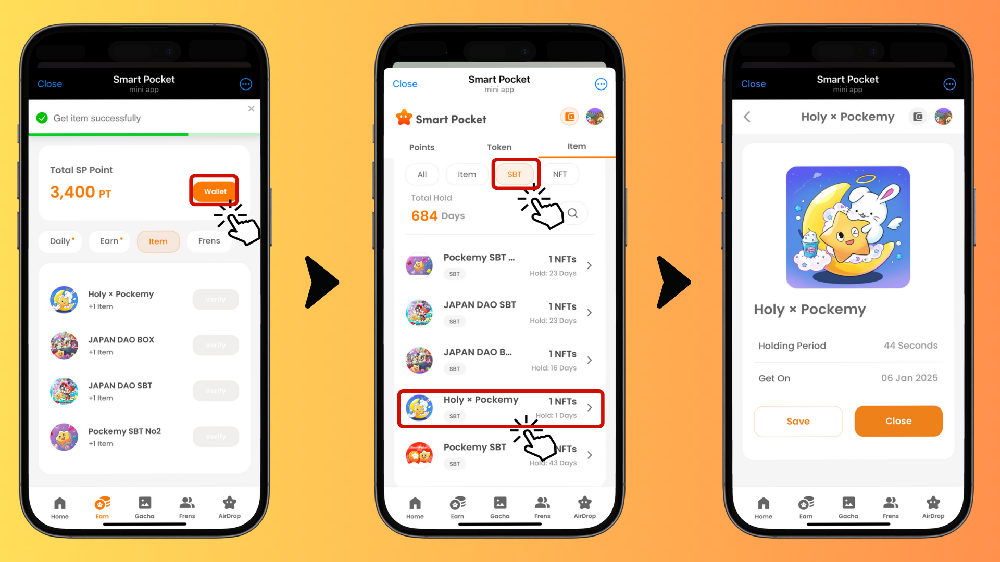 Close
Smart Pocket
mini app
Get item successfully
Total SP Point
3,400 PT
Wallet
Daily
Earn
Item
Frens
Holy × Pockemy
+1 Item
Verify
JAPAN DAO BOX
+1 Item
Verify
JAPAN DAO SBT
+1 Item
Verify
Pockemy SBT No2
+1 Item
Verify
Home
Earn
Gacha
Frens
AirDrop
Close
Smart Pocket
mini app
Smart Pocket
Points
Token
Item
All
Item
SBT
NFT
Total Hold
684 Days
Pockemy SBT ...
1 NFTs
SBT
Hold: 23 Days
JAPAN DAO SBT
1 NFTs
SBT
Hold: 23 Days
JAPAN DAO B...
1 NFTs
SBT
Hold: 16 Days
Holy × Pockemy
1 NFTs
SBT
Hold: 1 Days
Pockemy SBT
NFTs
SBT
Hold: 43 Days
Home
Earn
Gacha
Frens
AirDrop
Close
Smart Pocket
mini app
Holy × Pockemy
Holy × Pockemy
Holding Period
44 Seconds
Get On
06 Jan 2025
Save
Close
Home
Earn
Gacha
Frens
AirDrop